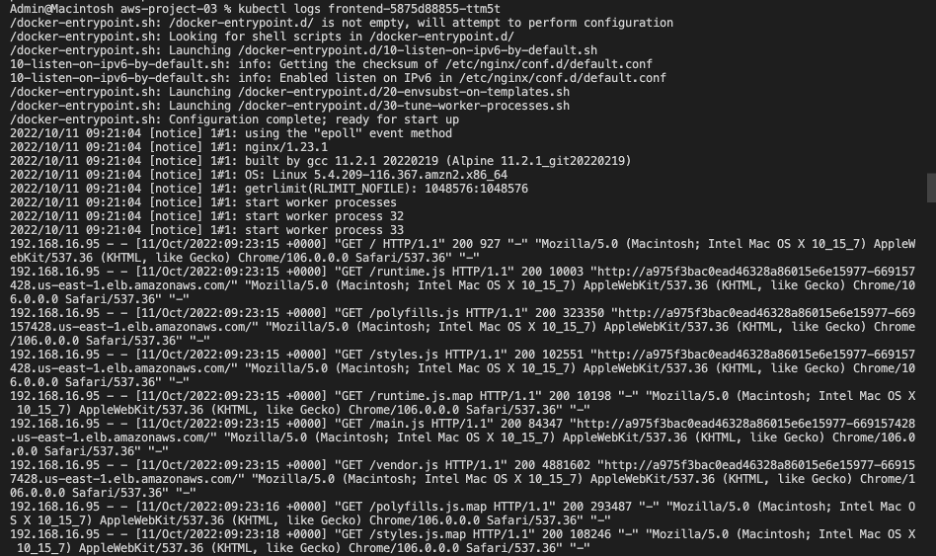 Admin@Macintosh aws-project-03 % kubectl logs frontend-5875d88855-ttm5t
/docker-entrypoint.sh: /docker-entrypoint.d/ is not empty, will attempt to perform configuration
/docker-entrypoint.sh: Looking for shell scripts in /docker-entrypoint.d/
/docker-entrypoint.sh: Launching /docker-entrypoint.d/10-listen-on-ipv6-by-default.sh
10-listen-on-ipv6-by-default.sh: info: Getting the checksum of /etc/nginx/conf.d/default.conf
10-listen-on-ipv6-by-default.sh: info: Enabled listen on IPv6 in /etc/nginx/conf.d/default.conf
/docker-entrypoint.sh: Launching /docker-entrypoint.d/20-envsubst-on-templates.sh
/docker-entrypoint.sh: Launching /docker-entrypoint.d/30-tune-worker-processes.sh
/docker-entrypoint.sh: Configuration complete; ready for start up
2022/10/11 09:21:04 [notice] 1#1: using the "epoll" event method
2022/10/11 09:21:04 [notice] 1#1: nginx/1.23.1
2022/10/11 09:21:04 [notice] 1#1: built by gcc 11.2.1 20220219 (Alpine 11.2.1_git20220219)
2022/10/11 09:21:04 [notice] 1#1: OS: Linux 5.4.209-116.367.amzn2.x86_64
2022/10/11 09:21:04 [notice] 1#1: getrlimit(RLIMIT_NOFILE): 1048576:1048576
2022/10/11 09:21:04 [notice] 1#1: start worker processes
2022/10/11 09:21:04 [notice] 1#1: start worker process 32
2022/10/11 09:21:04 [notice] 1#1: start worker process 33
192.168.16.95 - - [11/Oct/2022:09:23:15 +0000] "GET / HTTP/1.1" 200 927 "-" "Mozilla/5.0 (Macintosh; Intel Mac OS X 10_15_7) AppleW
ebKit/537.36 (KHTML, like Gecko) Chrome/106.0.0.0 Safari/537.36" "-"
192.168.16.95 - - [11/Oct/2022:09:23:15 +0000] "GET /runtime.js HTTP/1.1" 200 10003 "http://a975f3bac0ead46328a86015e6e15977-669157
428.us-east-1.elb.amazonaws.com/" "Mozilla/5.0 (Macintosh; Intel Mac OS X 10_15_7) AppleWebKit/537.36 (KHTML, like Gecko) Chrome/10
6.0.0.0 Safari/537.36" "-"
192.168.16.95 - - [11/Oct/2022:09:23:15 +0000] "GET /polyfills.js HTTP/1.1" 200 323350 "http://a975f3bac0ead46328a86015e6e15977-669
157428.us-east-1.elb.amazonaws.com/" "Mozilla/5.0 (Macintosh; Intel Mac OS X 10_15_7) AppleWebKit/537.36 (KHTML, like Gecko) Chrome
/106.0.0.0 Safari/537.36" "-"
192.168.16.95 - - [11/Oct/2022:09:23:15 +0000] "GET /styles.js HTTP/1.1" 200 102551 "http://a975f3bac0ead46328a86015e6e15977-669157
428.us-east-1.elb.amazonaws.com/" "Mozilla/5.0 (Macintosh; Intel Mac OS X 10_15_7) AppleWebKit/537.36 (KHTML, like Gecko) Chrome/10
6.0.0.0 Safari/537.36" "-"
192.168.16.95 - - [11/Oct/2022:09:23:15 +0000] "GET /runtime.js.map HTTP/1.1" 200 10198 "-" "Mozilla/5.0 (Macintosh; Intel Mac OS X
 10_15_7) AppleWebKit/537.36 (KHTML, like Gecko) Chrome/106.0.0.0 Safari/537.36" "-"
192.168.16.95 - - [11/Oct/2022:09:23:15 +0000] "GET /main.js HTTP/1.1" 200 84347 "http://a975f3bac0ead46328a86015e6e15977-669157428
.us-east-1.elb.amazonaws.com/" "Mozilla/5.0 (Macintosh; Intel Mac OS X 10_15_7) AppleWebKit/537.36 (KHTML, like Gecko) Chrome/106.0
.0.0 Safari/537.36" "-"
192.168.16.95 - - [11/Oct/2022:09:23:15 +0000] "GET /vendor.js HTTP/1.1" 200 4881602 "http://a975f3bac0ead46328a86015e6e15977-66915
7428.us-east-1.elb.amazonaws.com/" "Mozilla/5.0 (Macintosh; Intel Mac OS X 10_15_7) AppleWebKit/537.36 (KHTML, like Gecko) Chrome/1
06.0.0.0 Safari/537.36" "-"
192.168.16.95 - - [11/Oct/2022:09:23:16 +0000] "GET /polyfills.js.map HTTP/1.1" 200 293487 "-" "Mozilla/5.0 (Macintosh; Intel Mac O
S X 10_15_7) AppleWebKit/537.36 (KHTML, like Gecko) Chrome/106.0.0.0 Safari/537.36" "-"
192.168.16.95 - - [11/Oct/2022:09:23:18 +0000] "GET /styles.js.map HTTP/1.1" 200 108246 "-" "Mozilla/5.0 (Macintosh; Intel Mac OS X
 10_15_7) AppleWebKit/537.36 (KHTML, like Gecko) Chrome/106.0.0.0 Safari/537.36" "-"